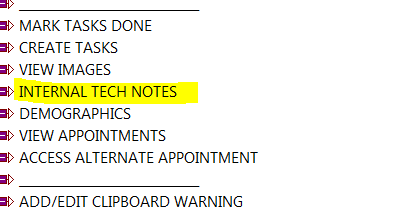 MARK TASKS DONE
CREATE TASKS
VIEW IMAGES
INTERNAL TECH NOTES
DEMOGRAPHICS
VIEW APPOINTMENTS
ACCESS ALTERNATE APPOINTMENT
ADD/EDIT CLIPBOARD WARNING